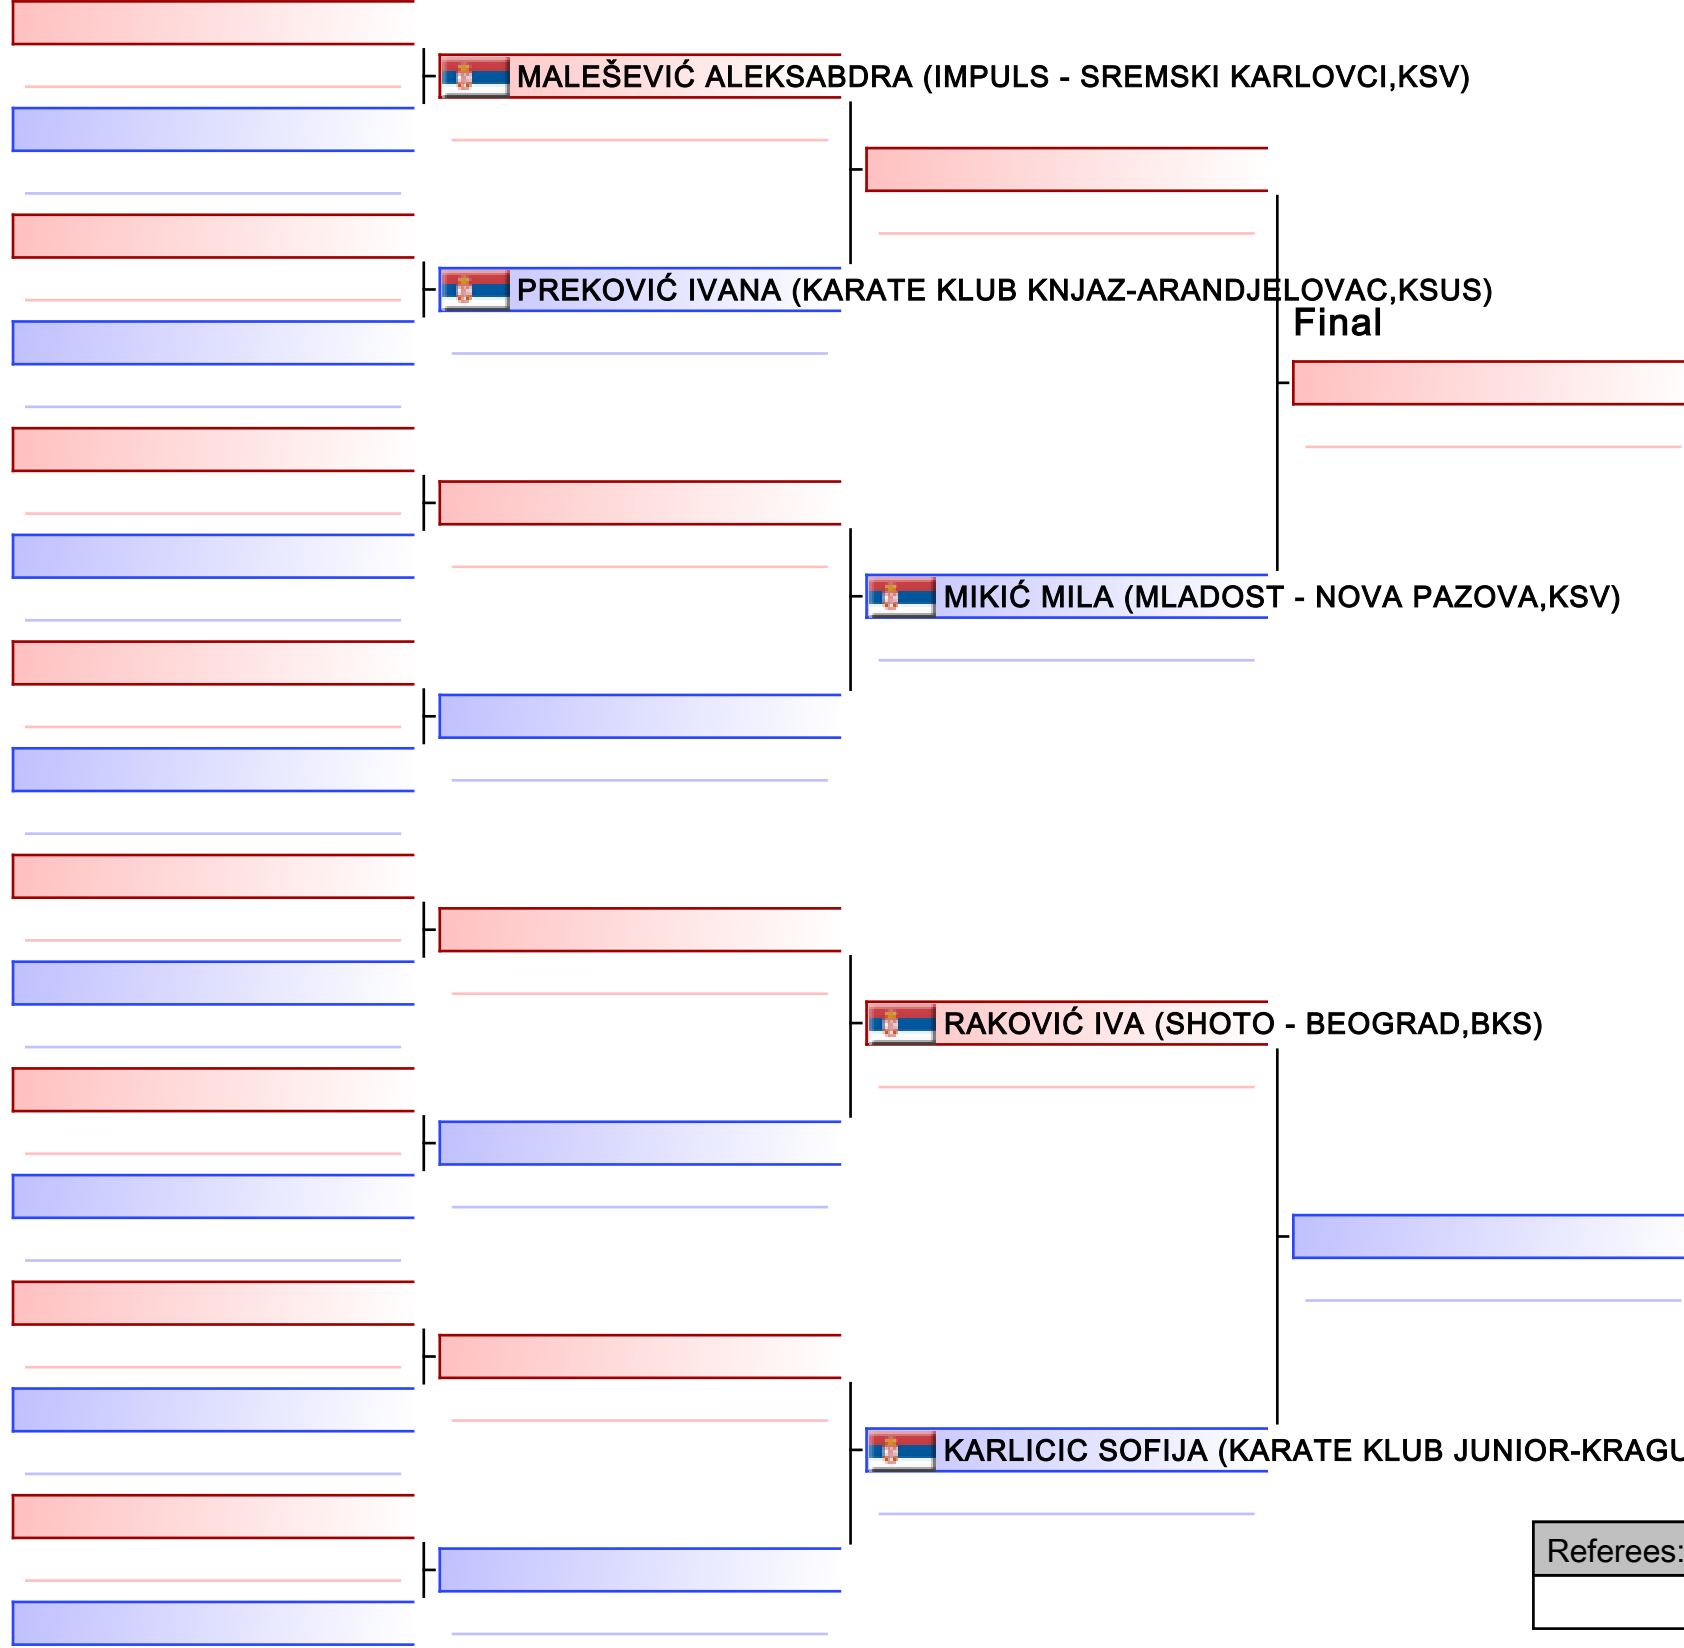 MALEŠEVIĆ ALEKSABDRA (IMPULS - SREMSKI KARLOVCI,KSV)
PREKOVIĆ IVANA (KARATE KLUB KNJAZ-ARANDJELOVAC,KSUS)
Final
MIKIĆ MILA (MLADOST - NOVA PAZOVA,KSV)
RAKOVIĆ IVA (SHOTO - BEOGRAD,BKS)
KARLICIC SOFIJA (KARATE KLUB JUNIOR-KRAGU
Referees: